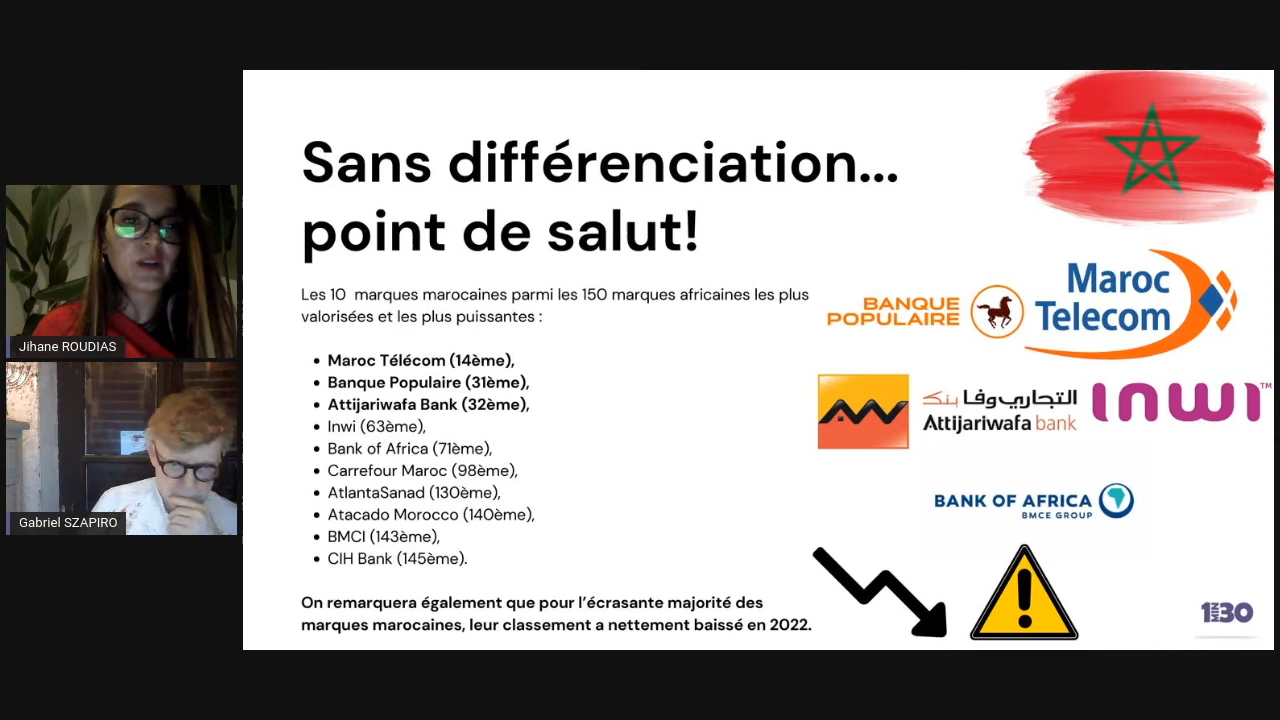 Sans différenciation...
point de salut!
Les 10 marques marocaines parmi les 150 marques africaines les plus
valorisées et les plus puissantes :
• Maroc Télécom (14ème),
• Banque Populaire (31ème),
• Attijariwafa Bank (32ème),
• Inwi (63ème),
• Bank of Africa (71ème),
• Carrefour Maroc (98ème),
• AtlantaSanad (130ème),
• Atacado Morocco (140ème),
• BMCI (143ème),
• CIH Bank (145ème).
On remarquera également que pour l’écrasante majorité des
marques marocaines, leur classement a nettement baissé en 2022.
BANQUE
POPULAIRE
Maroc
Telecom
التجاري وفا بنك
Attijariwafa bank
inwi™
BANK OF AFRICA
BMCE GROUP
1MIN30
Jihane ROUDIAS
Gabriel SZAPIRO